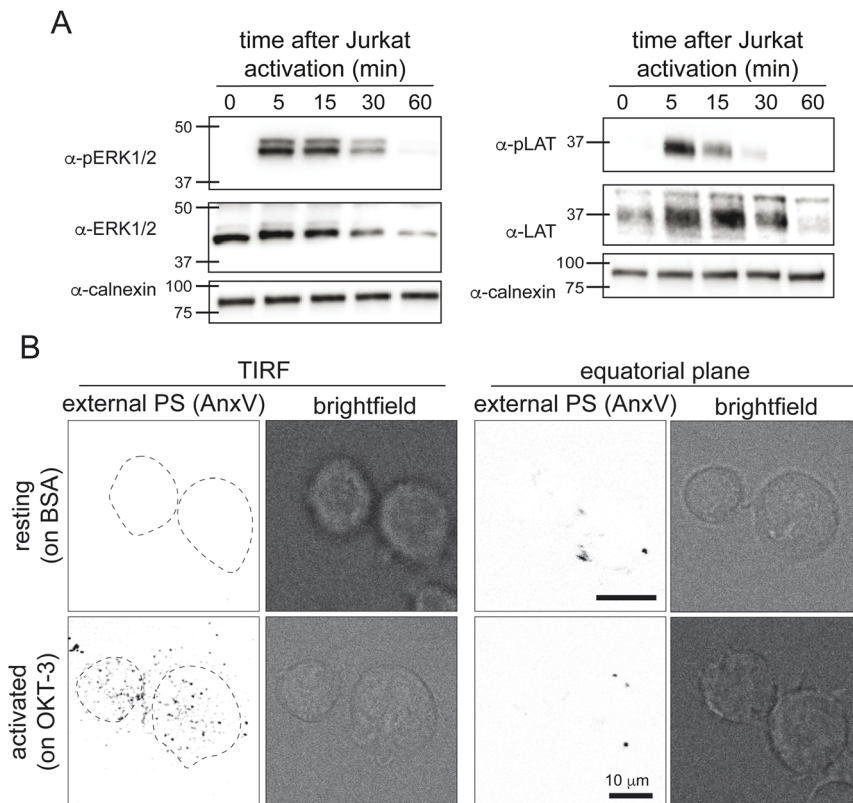 A
time after Jurkat
activation (min)
0 5 15 30 60
50
α-pERK1/2
37
50
α-ERK1/2
37
α-calnexin
100
75
time after Jurkat
activation (min)
0 5 15 30 60
α-pLAT
37
37
α-LAT
100
α-calnexin
75
B
TIRF
equatorial plane
external PS (AnxV)
brightfield
external PS (AnxV)
brightfield
resting
(on BSA)
activated
(on OKT-3)
10 μm